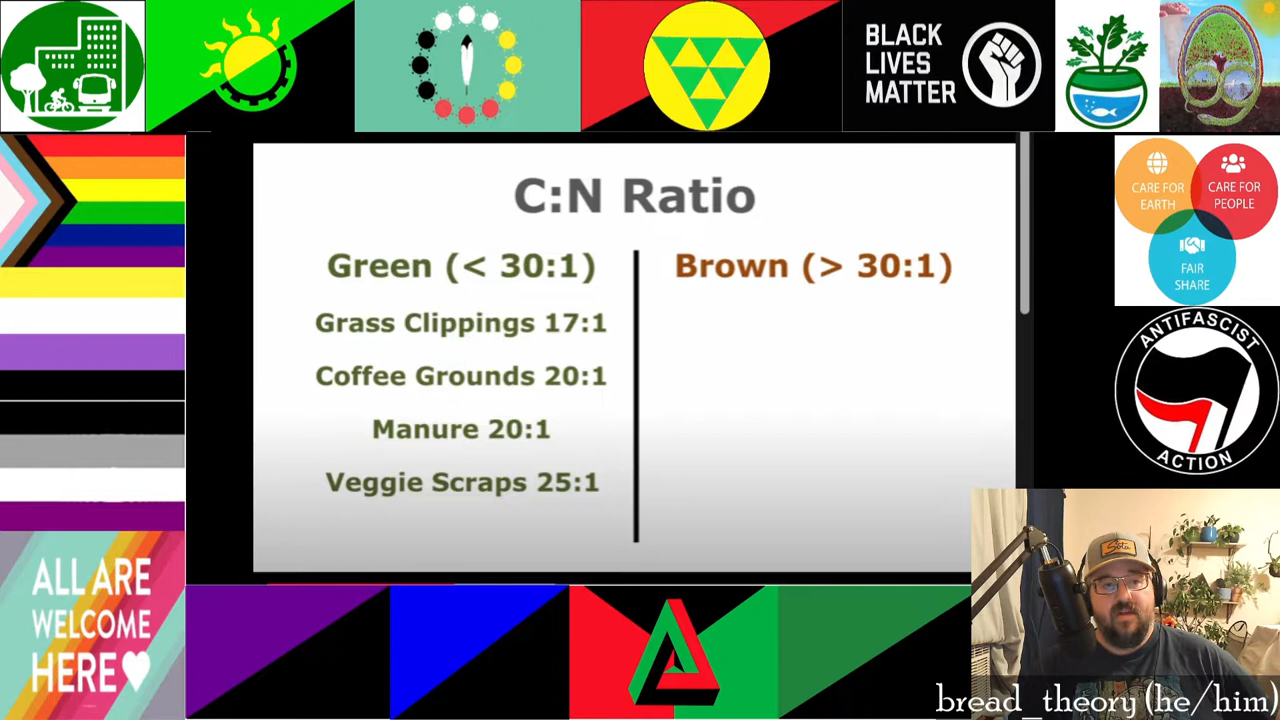 BLACK
LIVES
MATTER
C:N Ratio
Green (< 30:1)
Grass Clippings 17:1
Coffee Grounds 20:1
Manure 20:1
Veggie Scraps 25:1
Brown (> 30:1)
CARE FOR
EARTH
CARE FOR
PEOPLE
FAIR
SHARE
ANTIFASCIST
ACTION
ALL ARE
WELCOME
HERE
bread_theory (he/him)